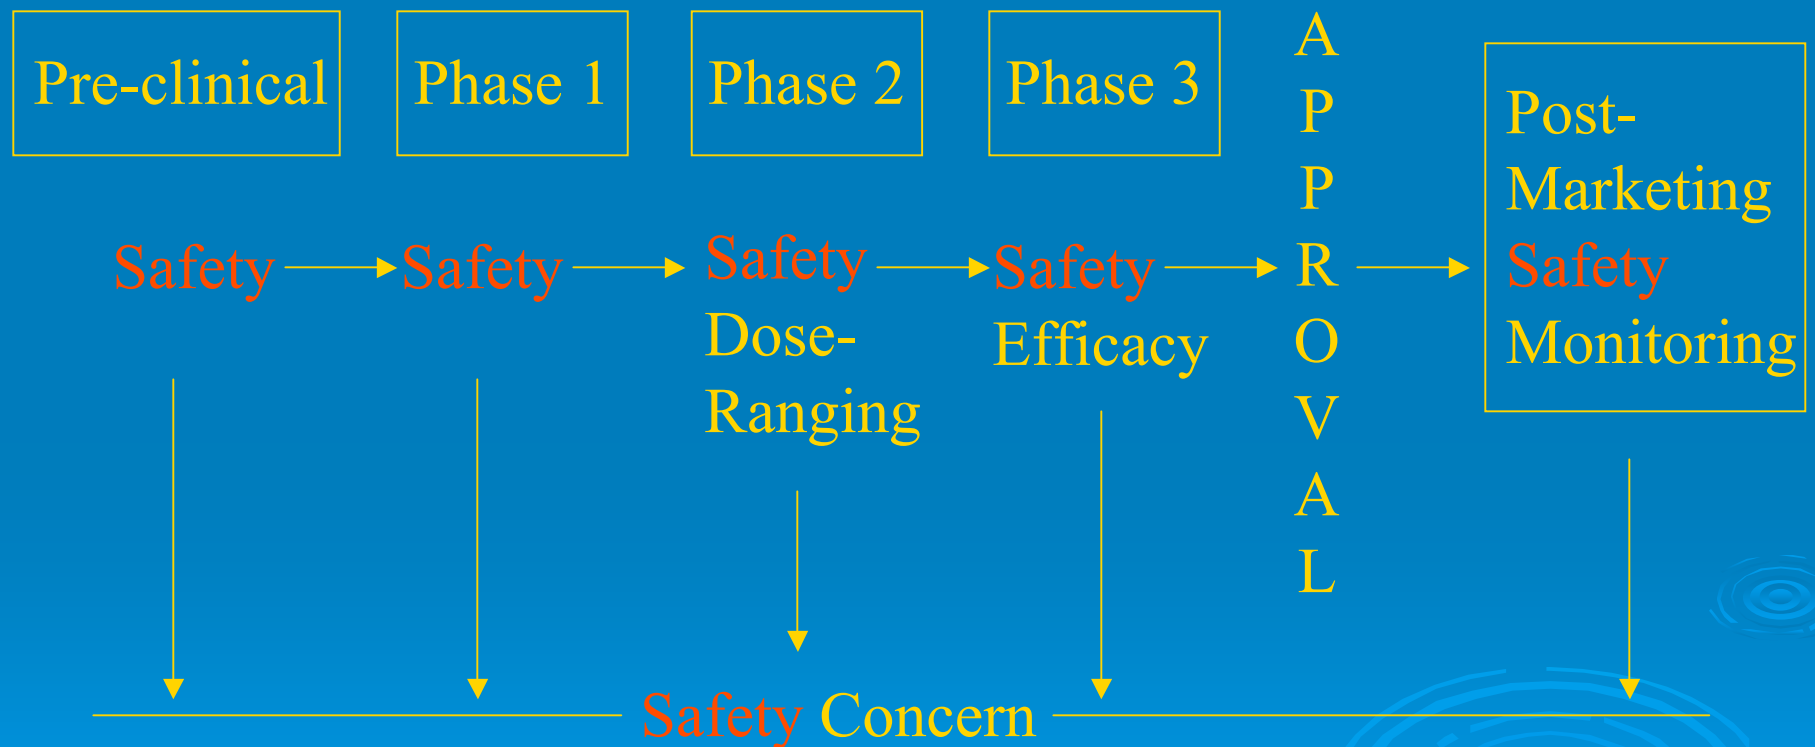 Pre-clinical
Phase 1
Phase 2
Phase 3
APPROVAL
Post-
Marketing
Safety
Monitoring
Safety
Safety
Safety
Dose-
Ranging
Safety
Efficacy
Safety Concern